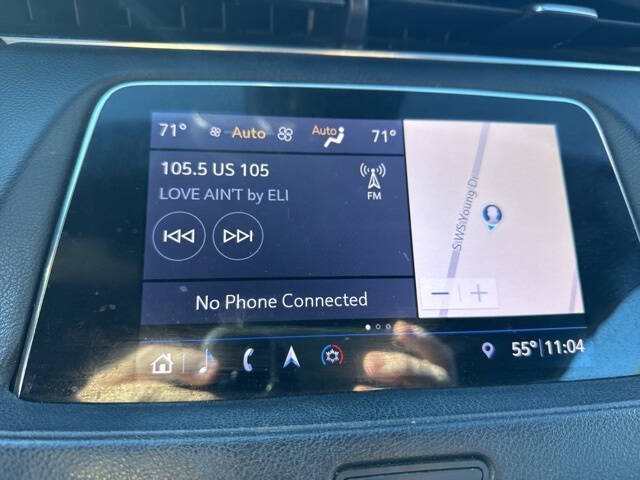 71° Auto Auto 71°
105.5 US 105
LOVE AIN'T by ELI
FM
No Phone Connected
S WS Young Dr
55° 11:04